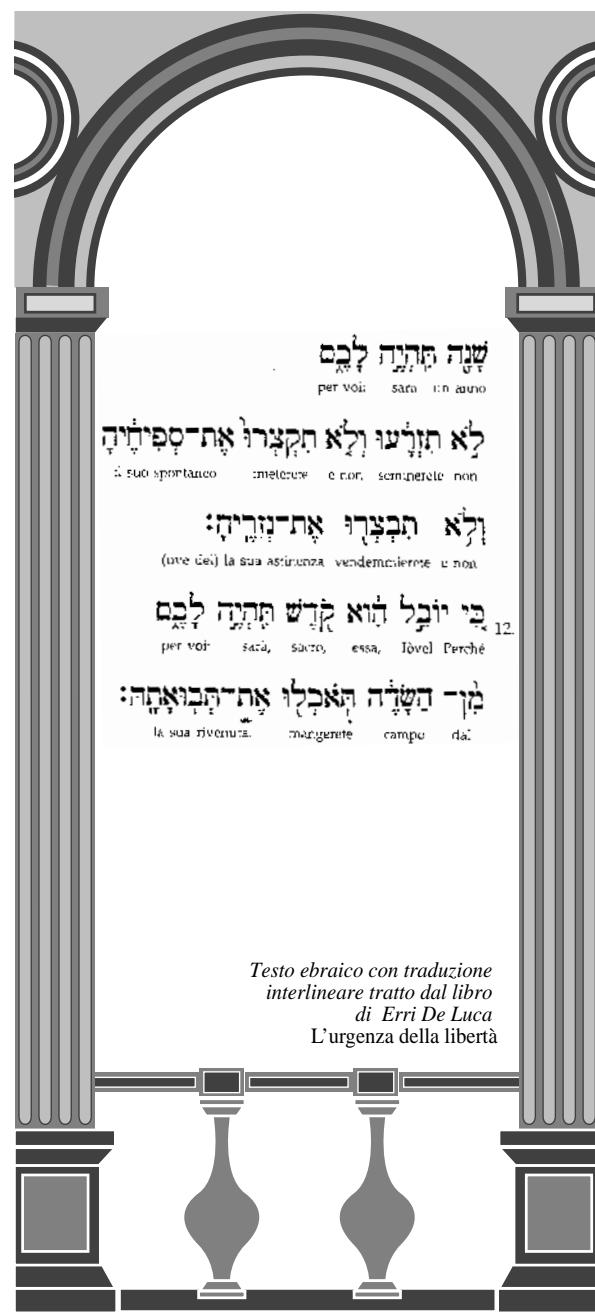 שָׁנָה תִּהְיֶה לָכֶם
per voi: sarà un anno
לֹא תִזְרָעוּ וְלֹא תִקְצְרוּ אֶת־סְפִיחֶיהָ
il suo spontaneo mieterete e non seminerete non
וְלֹא תִבְצְרוּ אֶת־נְזִרֶיהָ׃
(uve del) la sua astinenza vendemmierete e non
כִּי יוֹבֵל הִוא קֹדֶשׁ תִּהְיֶה לָכֶם 12.
per voi: sarà, sacro, essa, Iòvel Perché
מִן־ הַשָּׂדֶה תֹּאכְלוּ אֶת־תְּבוּאָתָהּ׃
la sua rivenuta. mangerete campo dal
Testo ebraico con traduzione
interlineare tratto dal libro
di Erri De Luca
L'urgenza della libertà